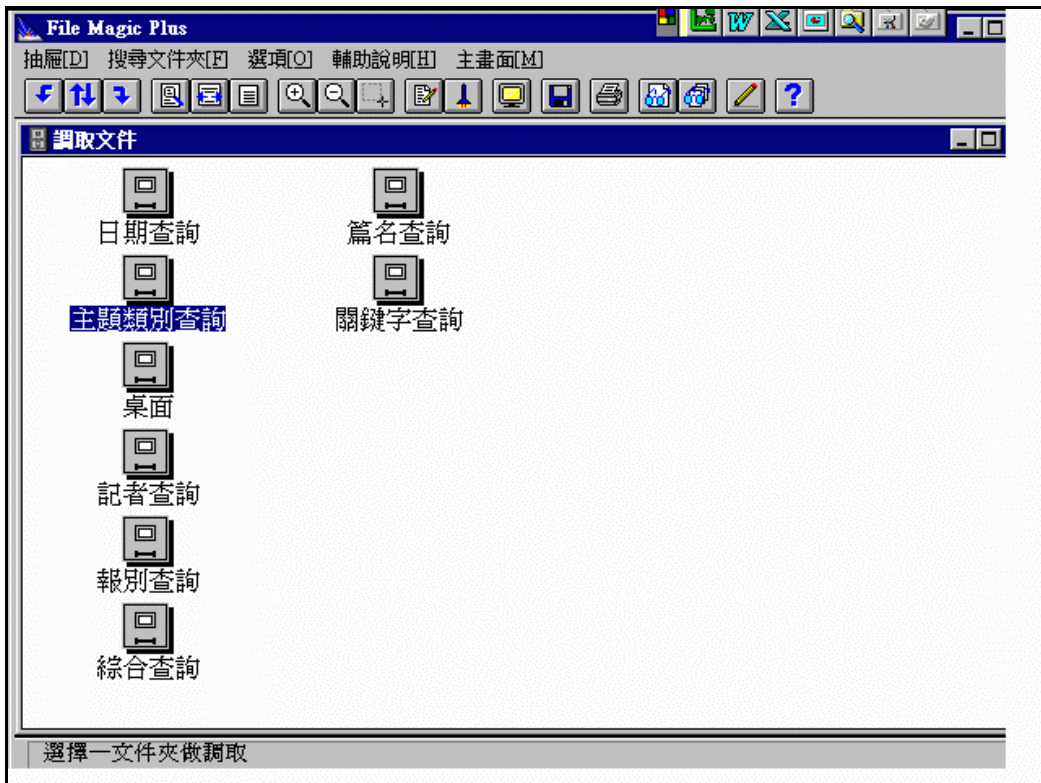 File Magic Plus
抽屜[D] 搜尋文件夾[F] 選項[O] 輔助說明[H] 主畫面[M]
調取文件
日期查詢 篇名查詢
主題類別查詢 關鍵字查詢
桌面
記者查詢
報別查詢
綜合查詢
選擇一文件夾做調取